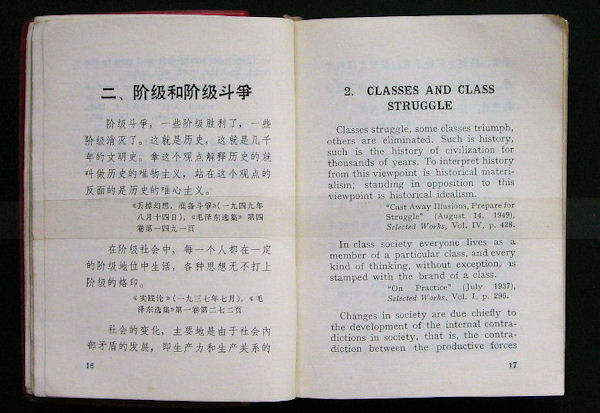 二、阶级和阶级斗爭
阶级斗爭，一些阶级胜利了，一些
阶级消灭了。这就是历史，这就是几千
年的文明史。拿这个观点解释历史的就
叫做历史的唯物主义，站在这个观点的
反面的是历史的唯心主义。
《丢掉幻想，准备斗爭》（一九四九年
八月十四日），《毛泽东选集》第四
卷第一四九一页
在阶级社会中，每一个人都在一定
的阶级地位中生活，各种思想无不打上
阶级的烙印。
《实践论》（一九三七年七月），《毛
泽东选集》第一卷第二七二页
社会的变化，主要地是由于社会內
部矛盾的发展，即生产力和生产关系的
16
2. CLASSES AND CLASS
STRUGGLE
Classes struggle, some classes triumph,
others are eliminated. Such is history,
such is the history of civilization for
thousands of years. To interpret history
from this viewpoint is historical materi-
alism; standing in opposition to this
viewpoint is historical idealism.
"Cast Away Illusions, Prepare for
Struggle" (August 14, 1949),
Selected Works, Vol. IV, p. 428.
In class society everyone lives as a
member of a particular class, and every
kind of thinking, without exception, is
stamped with the brand of a class.
"On Practice" (July 1937),
Selected Works, Vol. I, p. 296.
Changes in society are due chiefly to
the development of the internal contra-
dictions in society, that is, the contra-
diction between the productive forces
17